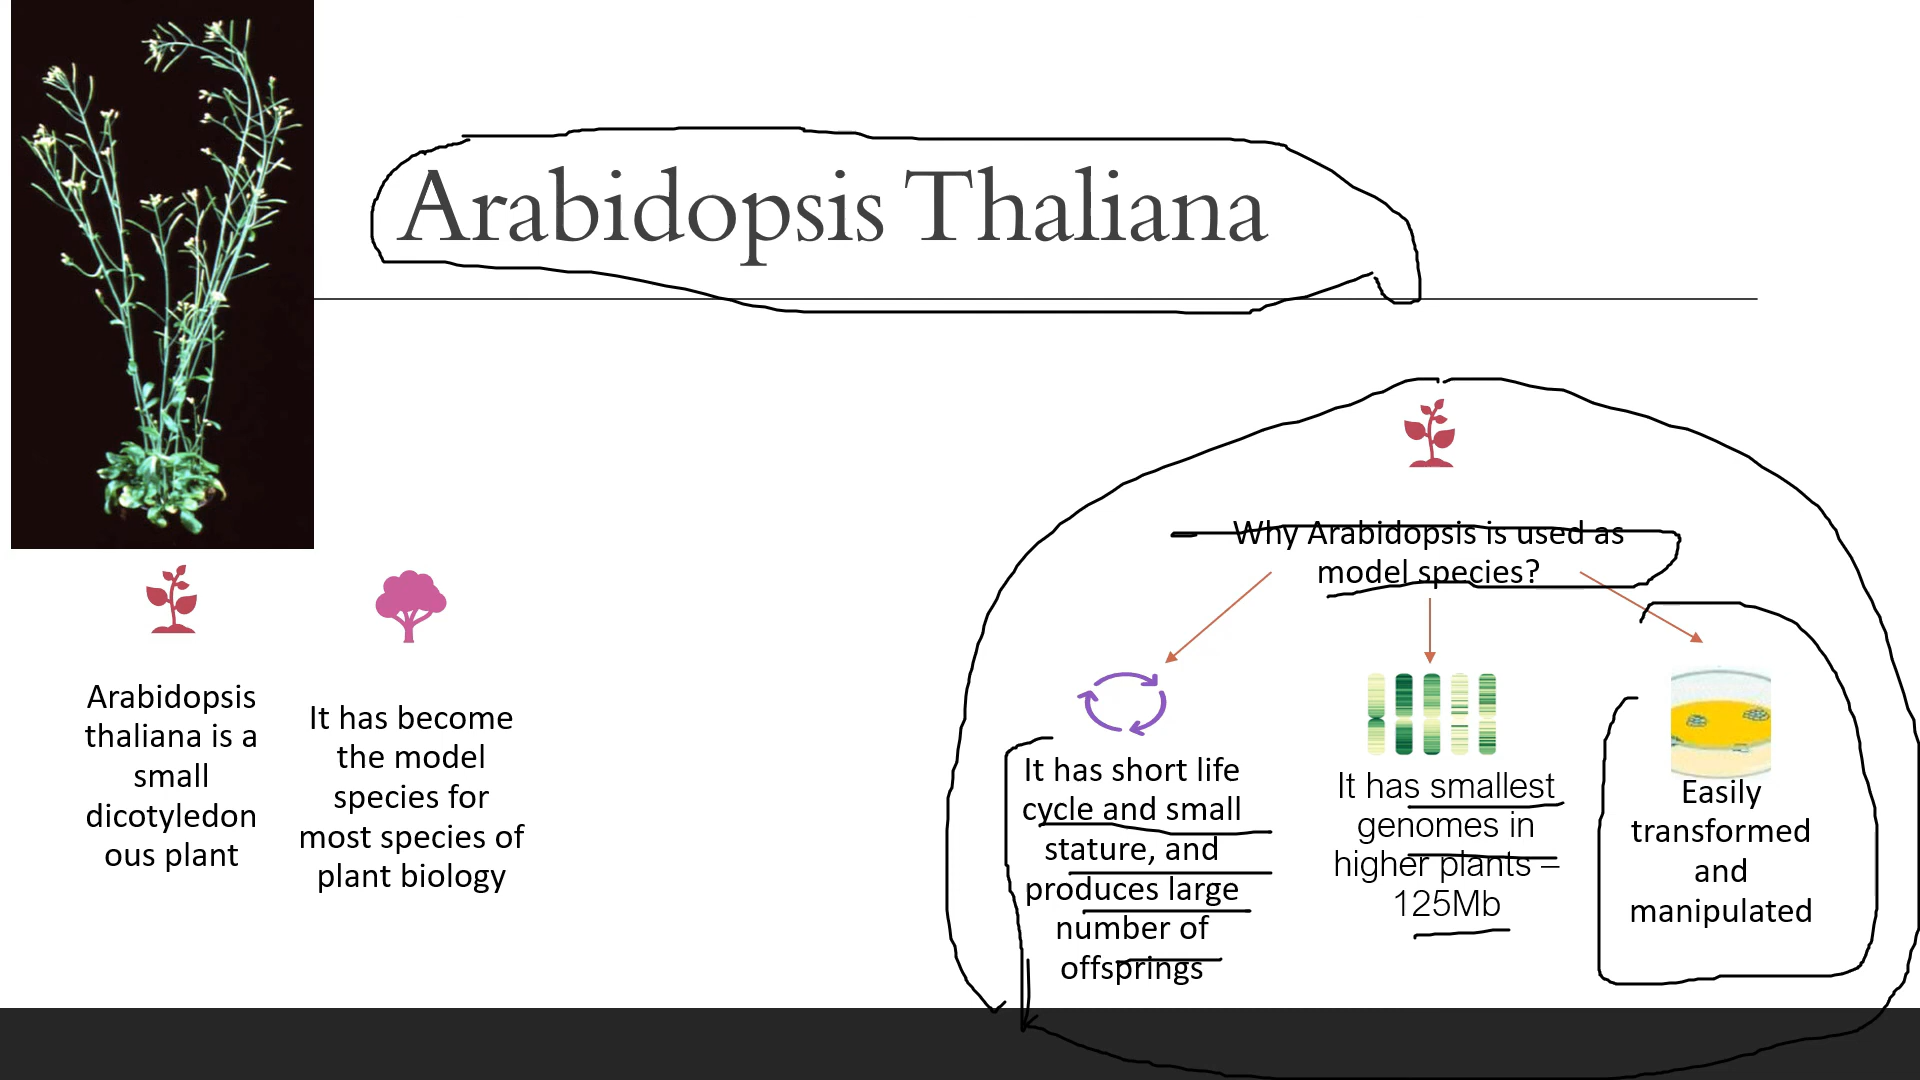 Arabidopsis Thaliana
Arabidopsis
thaliana is a
small
dicotyledon
ous plant
It has become
the model
species for
most species of
plant biology
Why Arabidopsis is used as
model species?
It has short life
cycle and small
stature, and
produces large
number of
offsprings
It has smallest
genomes in
higher plants –
125Mb
Easily
transformed
and
manipulated